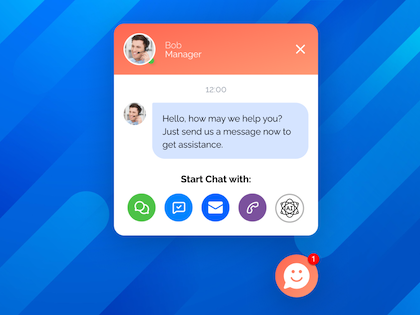 Bob
Manager
12:00
Hello, how may we help you?
Just send us a message now to
get assistance.
Start Chat with:
AI
1